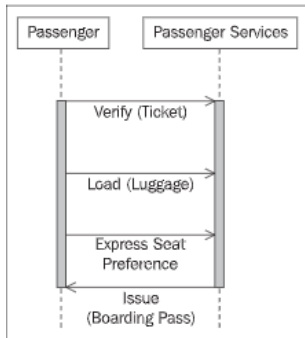 Passenger
Passenger Services
Verify (Ticket)
Load (Luggage)
Express Seat
Preference
Issue
(Boarding Pass)